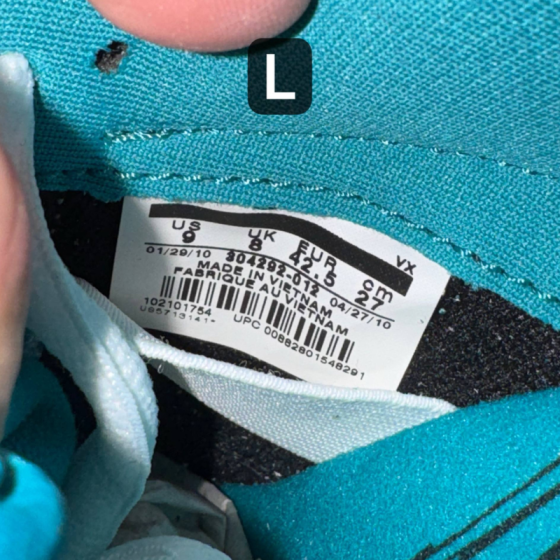 L
US UK EUR cm VX
9 8 42.5 27
01/29/10 304292-012 04/27/10
MADE IN VIETNAM
FABRIQUE AU VIETNAM
102101754
UPC 00882801548291